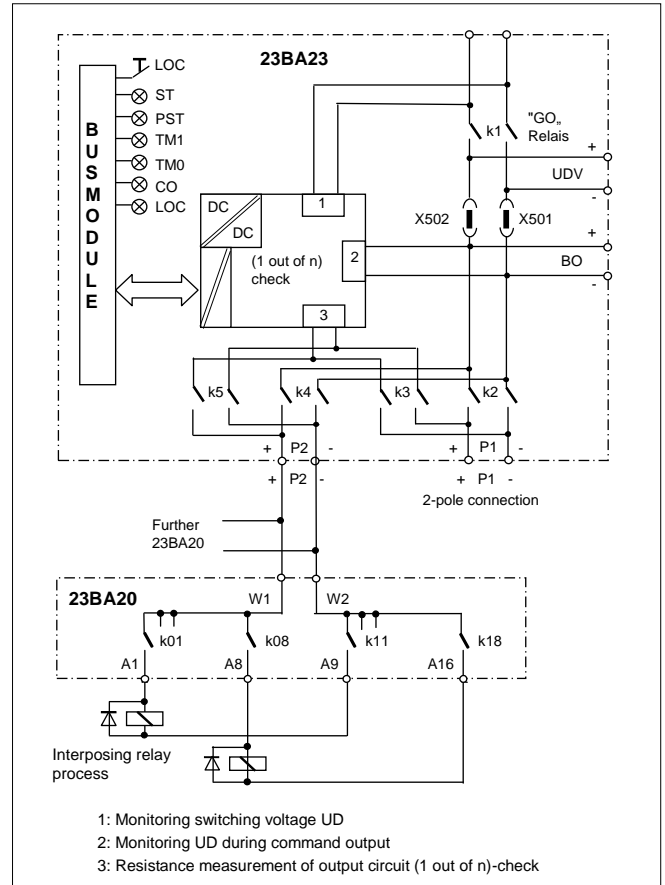 23BA23
BUSMODULE
LOC
ST
PST
TM1
TM0
CO
LOC
k1
"GO„
Relais
+
UDV
-
X502
X501
+
BO
-
DC
DC
1
(1 out of n)
check
2
3
k5
k4
k3
k2
+ P2 -
+ P1 -
+ P2 -
+ P1 -
2-pole connection
Further
23BA20
23BA20
W1
W2
k01
k08
k11
k18
A1
A8
A9
A16
Interposing relay
process
1: Monitoring switching voltage UD
2: Monitoring UD during command output
3: Resistance measurement of output circuit (1 out of n)-check